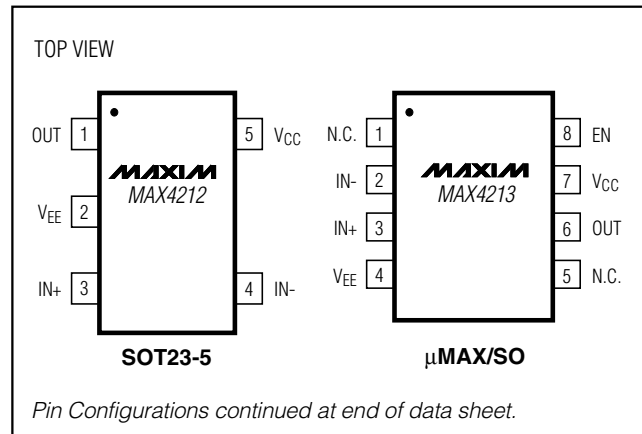 TOP VIEW
OUT 1
5 VCC
MAXIM
MAX4212
VEE 2
IN+ 3
4 IN-
SOT23-5
N.C. 1
8 EN
IN- 2
MAXIM
MAX4213
7 VCC
IN+ 3
6 OUT
VEE 4
5 N.C.
µMAX/SO
Pin Configurations continued at end of data sheet.